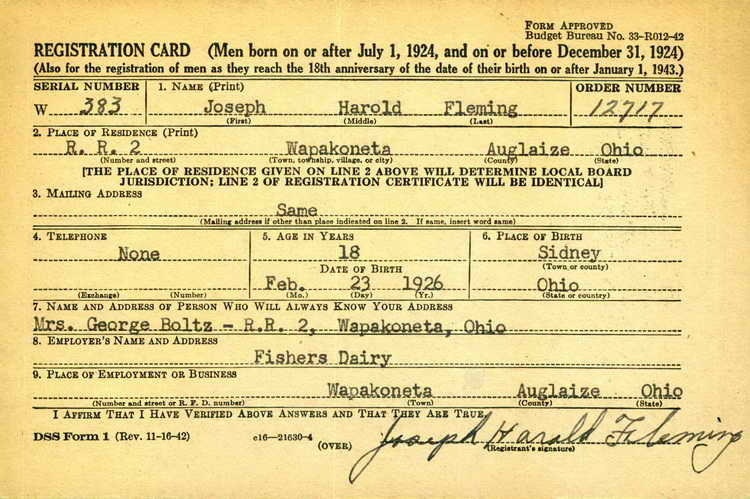 FORM APPROVED
Budget Bureau No. 33-R012-42
REGISTRATION CARD (Men born on or after July 1, 1924, and on or before December 31, 1924)
(Also for the registration of men as they reach the 18th anniversary of the date of their birth on or after January 1, 1943.)
SERIAL NUMBER 1. NAME (Print) ORDER NUMBER
W 383 Joseph Harold Fleming 12717
(First) (Middle) (Last)
2. PLACE OF RESIDENCE (Print)
R. R. 2 Wapakoneta Auglaize Ohio
(Number and street) (Town, township, village, or city) (County) (State)
[THE PLACE OF RESIDENCE GIVEN ON LINE 2 ABOVE WILL DETERMINE LOCAL BOARD
JURISDICTION; LINE 2 OF REGISTRATION CERTIFICATE WILL BE IDENTICAL]
3. MAILING ADDRESS
Same
(Mailing address if other than place indicated on line 2. If same, insert word same)
4. TELEPHONE 5. AGE IN YEARS 6. PLACE OF BIRTH
None 18 Sidney
DATE OF BIRTH (Town or county)
Feb. 23 1926 Ohio
(Exchange) (Number) (Mo.) (Day) (Yr.) (State or country)
7. NAME AND ADDRESS OF PERSON WHO WILL ALWAYS KNOW YOUR ADDRESS
Mrs. George Boltz - R.R. 2, Wapakoneta, Ohio
8. EMPLOYER'S NAME AND ADDRESS
Fishers Dairy
9. PLACE OF EMPLOYMENT OR BUSINESS
Wapakoneta Auglaize Ohio
(Number and street or R. F. D. number) (Town) (County) (State)
I AFFIRM THAT I HAVE VERIFIED ABOVE ANSWERS AND THAT THEY ARE TRUE.
DSS Form 1 (Rev. 11-16-42) c16-21630-4 (OVER) Joseph Harold Fleming
(Registrant's signature)